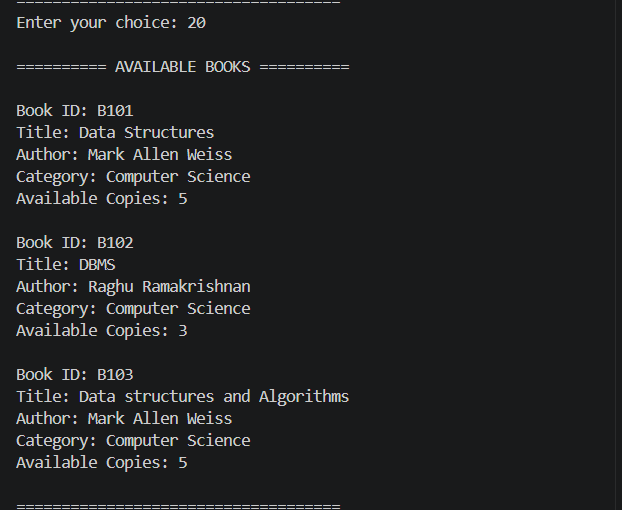 ====================================
Enter your choice: 20
========== AVAILABLE BOOKS ==========
Book ID: B101
Title: Data Structures
Author: Mark Allen Weiss
Category: Computer Science
Available Copies: 5
Book ID: B102
Title: DBMS
Author: Raghu Ramakrishnan
Category: Computer Science
Available Copies: 3
Book ID: B103
Title: Data structures and Algorithms
Author: Mark Allen Weiss
Category: Computer Science
Available Copies: 5
====================================